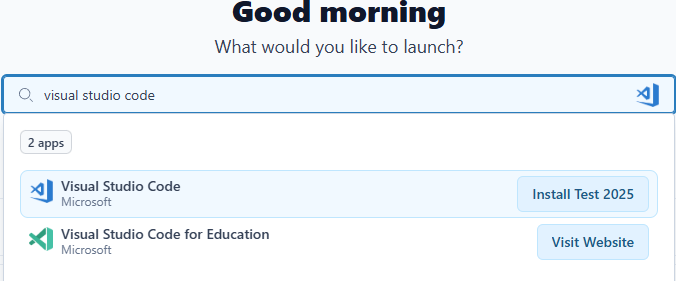 Good morning
What would you like to launch?
visual studio code
2 apps
Visual Studio Code
Microsoft
Install Test 2025
Visual Studio Code for Education
Microsoft
Visit Website